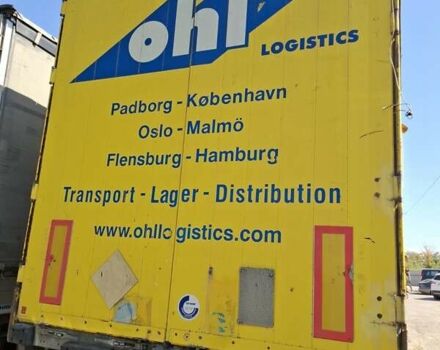 ohl
LOGISTICS
Padborg - København
Oslo - Malmö
Flensburg - Hamburg
Transport - Lager - Distribution
www.ohllogistics.com